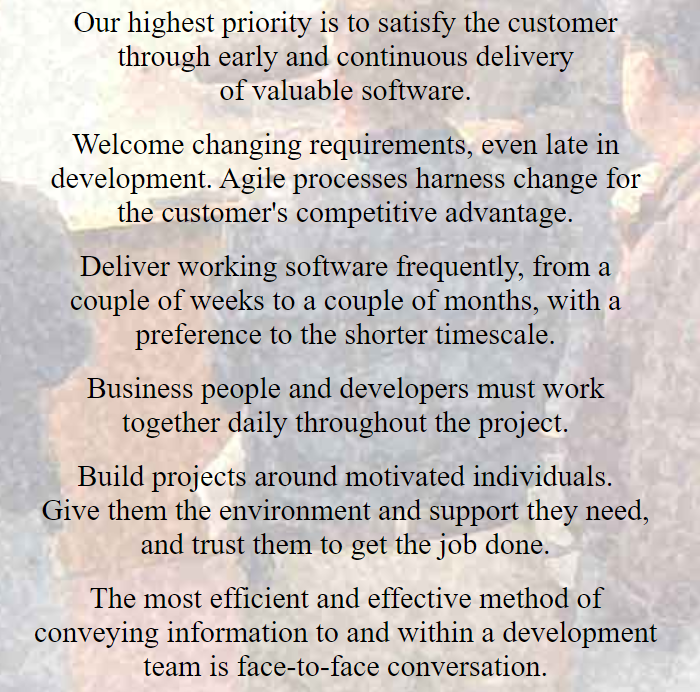 Our highest priority is to satisfy the customer
through early and continuous delivery
of valuable software.
Welcome changing requirements, even late in
development. Agile processes harness change for
the customer's competitive advantage.
Deliver working software frequently, from a
couple of weeks to a couple of months, with a
preference to the shorter timescale.
Business people and developers must work
together daily throughout the project.
Build projects around motivated individuals.
Give them the environment and support they need,
and trust them to get the job done.
The most efficient and effective method of
conveying information to and within a development
team is face-to-face conversation.